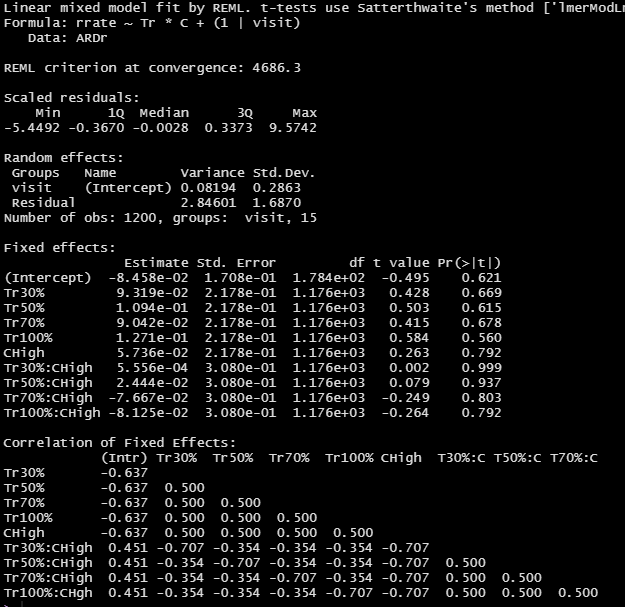 Linear mixed model fit by REML. t-tests use Satterthwaite's method ['lmerModLm
Formula: rrate ~ Tr * C + (1 | visit)
   Data: ARDr

REML criterion at convergence: 4686.3

Scaled residuals:
    Min      1Q  Median      3Q     Max
-5.4492 -0.3670 -0.0028  0.3373  9.5742

Random effects:
 Groups   Name        Variance Std.Dev.
 visit    (Intercept) 0.08194  0.2863
 Residual             2.84601  1.6870
Number of obs: 1200, groups:  visit, 15

Fixed effects:
               Estimate Std. Error         df t value Pr(>|t|)
(Intercept)  -8.458e-02  1.708e-01  1.784e+02  -0.495    0.621
Tr30%         9.319e-02  2.178e-01  1.176e+03   0.428    0.669
Tr50%         1.094e-01  2.178e-01  1.176e+03   0.503    0.615
Tr70%         9.042e-02  2.178e-01  1.176e+03   0.415    0.678
Tr100%        1.271e-01  2.178e-01  1.176e+03   0.584    0.560
CHigh         5.736e-02  2.178e-01  1.176e+03   0.263    0.792
Tr30%:CHigh   5.556e-04  3.080e-01  1.176e+03   0.002    0.999
Tr50%:CHigh   2.444e-02  3.080e-01  1.176e+03   0.079    0.937
Tr70%:CHigh  -7.667e-02  3.080e-01  1.176e+03  -0.249    0.803
Tr100%:CHigh -8.125e-02  3.080e-01  1.176e+03  -0.264    0.792

Correlation of Fixed Effects:
            (Intr) Tr30%  Tr50%  Tr70%  Tr100% CHigh  T30%:C T50%:C T70%:C
Tr30%       -0.637
Tr50%       -0.637  0.500
Tr70%       -0.637  0.500  0.500
Tr100%      -0.637  0.500  0.500  0.500
CHigh       -0.637  0.500  0.500  0.500  0.500
Tr30%:CHigh  0.451 -0.707 -0.354 -0.354 -0.354 -0.707
Tr50%:CHigh  0.451 -0.354 -0.707 -0.354 -0.354 -0.707  0.500
Tr70%:CHigh  0.451 -0.354 -0.354 -0.707 -0.354 -0.707  0.500  0.500
Tr100%:CHgh  0.451 -0.354 -0.354 -0.354 -0.707 -0.707  0.500  0.500  0.500